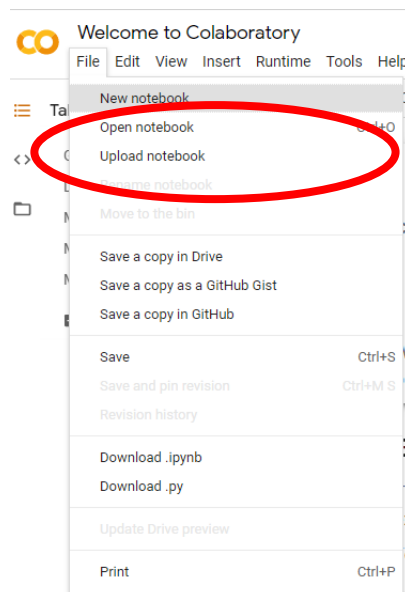 Welcome to Colaboratory
File Edit View Insert Runtime Tools Help
New notebook
Open notebook
Upload notebook
Rename notebook
Move to the bin
Save a copy in Drive
Save a copy as a GitHub Gist
Save a copy in GitHub
Save Ctrl+S
Save and pin revision Ctrl+M S
Revision history
Download .ipynb
Download .py
Update Drive preview
Print Ctrl+P